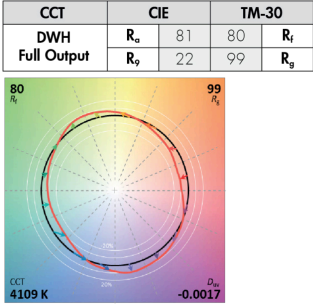 CCT CIE TM-30
DWH Full Output
Ra 81 80 Rf
R9 22 99 Rg
80 99
Rf Rg
20%
20%
CCT Duv
4109 K -0.0017